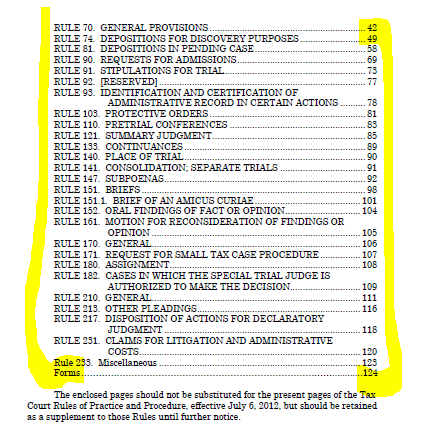 RULE 70. GENERAL PROVISIONS 42
RULE 74. DEPOSITIONS FOR DISCOVERY PURPOSES 49
RULE 81. DEPOSITIONS IN PENDING CASE 58
RULE 90. REQUESTS FOR ADMISSIONS 69
RULE 91. STIPULATIONS FOR TRIAL 73
RULE 92. [RESERVED] 77
RULE 93. IDENTIFICATION AND CERTIFICATION OF
ADMINISTRATIVE RECORD IN CERTAIN ACTIONS 78
RULE 103. PROTECTIVE ORDERS 81
RULE 110. PRETRIAL CONFERENCES 83
RULE 121. SUMMARY JUDGMENT 85
RULE 133. CONTINUANCES 89
RULE 140. PLACE OF TRIAL 90
RULE 141. CONSOLIDATION; SEPARATE TRIALS 91
RULE 147. SUBPOENAS 92
RULE 151. BRIEFS 98
RULE 151.1. BRIEF OF AN AMICUS CURIAE 101
RULE 152. ORAL FINDINGS OF FACT OR OPINION 104
RULE 161. MOTION FOR RECONSIDERATION OF FINDINGS OR
OPINION 105
RULE 170. GENERAL 106
RULE 171. REQUEST FOR SMALL TAX CASE PROCEDURE 107
RULE 180. ASSIGNMENT 108
RULE 182. CASES IN WHICH THE SPECIAL TRIAL JUDGE IS
AUTHORIZED TO MAKE THE DECISION 109
RULE 210. GENERAL 111
RULE 213. OTHER PLEADINGS 116
RULE 217. DISPOSITION OF ACTIONS FOR DECLARATORY
JUDGMENT 118
RULE 231. CLAIMS FOR LITIGATION AND ADMINISTRATIVE
COSTS 120
Rule 233. Miscellaneous 123
Forms 124
The enclosed pages should not be substituted for the present pages of the Tax
Court Rules of Practice and Procedure, effective July 6, 2012, but should be retained
as a supplement to those Rules until further notice.